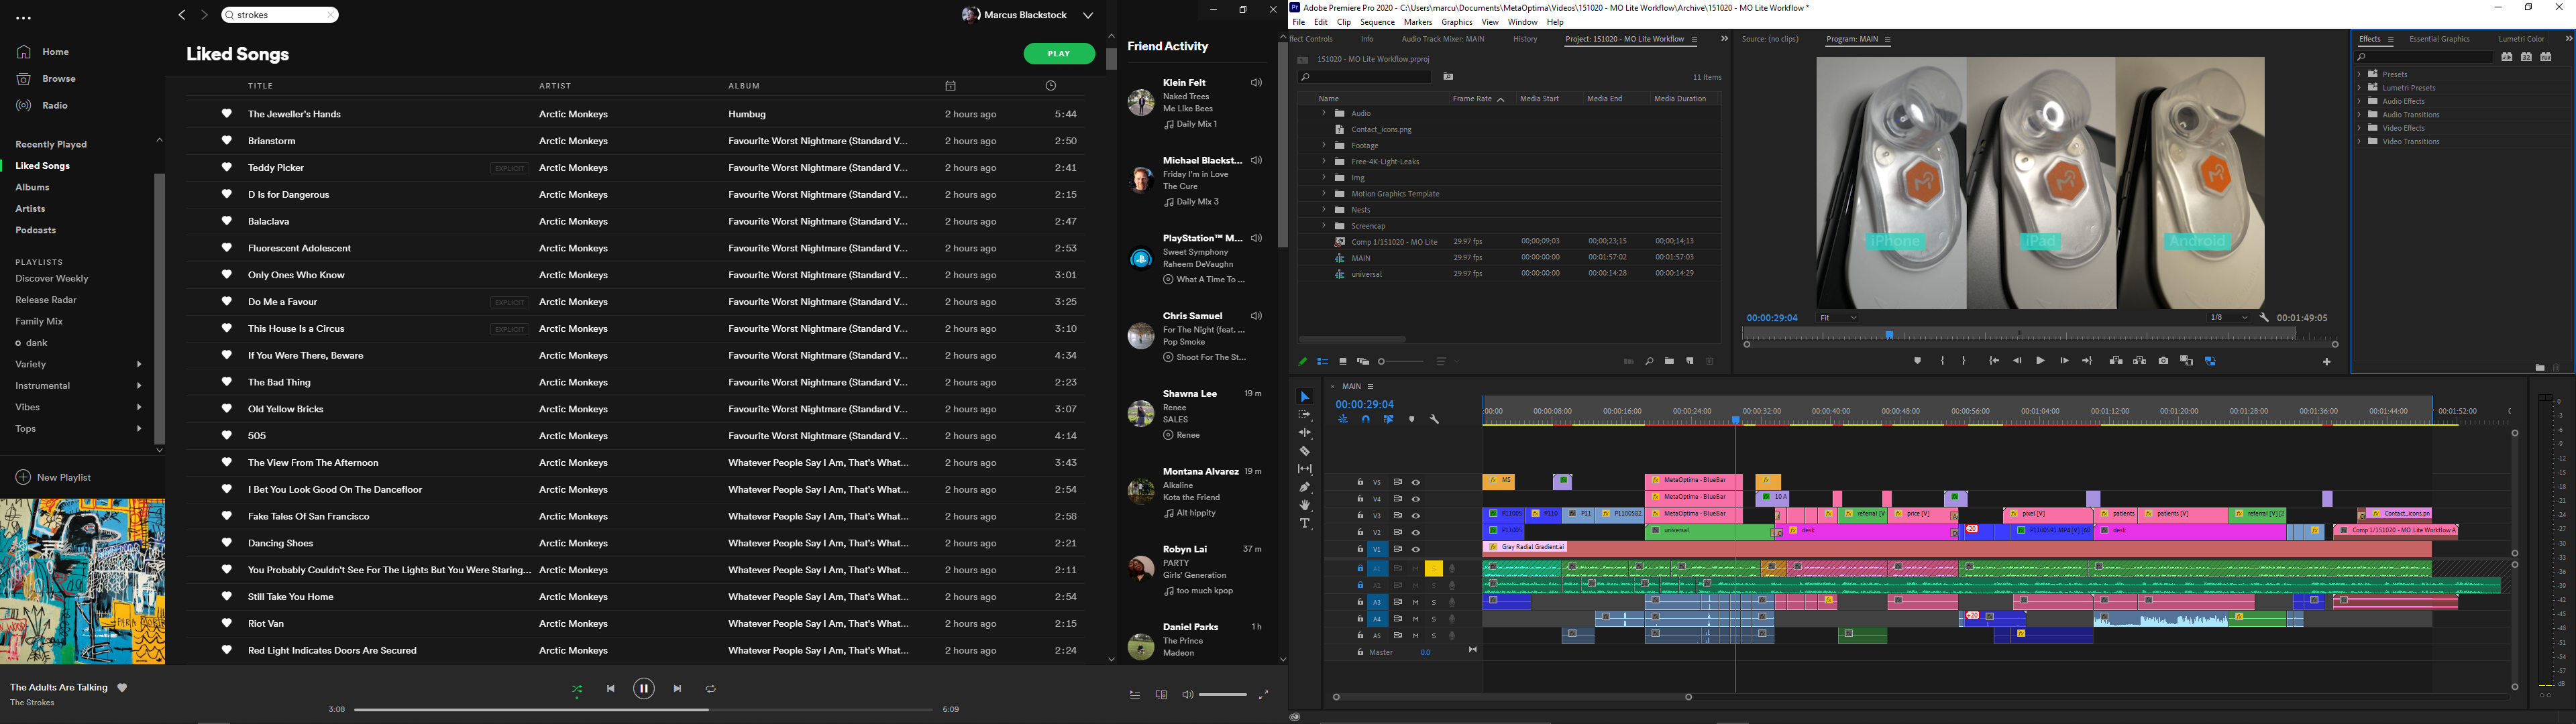 strokes
Marcus Blackstock
Home
Browse
Radio
Recently Played
Liked Songs
Albums
Artists
Podcasts
PLAYLISTS
Discover Weekly
Release Radar
Family Mix
dank
Variety
Instrumental
Vibes
Tops
New Playlist
Liked Songs
PLAY
TITLE ARTIST ALBUM
The Jeweller's Hands Arctic Monkeys Humbug 2 hours ago 5:44
Brianstorm Arctic Monkeys Favourite Worst Nightmare (Standard V... 2 hours ago 2:50
Teddy Picker EXPLICIT Arctic Monkeys Favourite Worst Nightmare (Standard V... 2 hours ago 2:41
D Is for Dangerous Arctic Monkeys Favourite Worst Nightmare (Standard V... 2 hours ago 2:15
Balaclava Arctic Monkeys Favourite Worst Nightmare (Standard V... 2 hours ago 2:47
Fluorescent Adolescent Arctic Monkeys Favourite Worst Nightmare (Standard V... 2 hours ago 2:53
Only Ones Who Know Arctic Monkeys Favourite Worst Nightmare (Standard V... 2 hours ago 3:01
Do Me a Favour EXPLICIT Arctic Monkeys Favourite Worst Nightmare (Standard V... 2 hours ago 3:25
This House Is a Circus EXPLICIT Arctic Monkeys Favourite Worst Nightmare (Standard V... 2 hours ago 3:10
If You Were There, Beware Arctic Monkeys Favourite Worst Nightmare (Standard V... 2 hours ago 4:34
The Bad Thing Arctic Monkeys Favourite Worst Nightmare (Standard V... 2 hours ago 2:23
Old Yellow Bricks Arctic Monkeys Favourite Worst Nightmare (Standard V... 2 hours ago 3:07
505 Arctic Monkeys Favourite Worst Nightmare (Standard V... 2 hours ago 4:14
The View From The Afternoon Arctic Monkeys Whatever People Say I Am, That's What... 2 hours ago 3:43
I Bet You Look Good On The Dancefloor Arctic Monkeys Whatever People Say I Am, That's What... 2 hours ago 2:54
Fake Tales Of San Francisco Arctic Monkeys Whatever People Say I Am, That's What... 2 hours ago 2:58
Dancing Shoes Arctic Monkeys Whatever People Say I Am, That's What... 2 hours ago 2:21
You Probably Couldn't See For The Lights But You Were Staring... Arctic Monkeys Whatever People Say I Am, That's What... 2 hours ago 2:11
Still Take You Home Arctic Monkeys Whatever People Say I Am, That's What... 2 hours ago 2:54
Riot Van Arctic Monkeys Whatever People Say I Am, That's What... 2 hours ago 2:15
Red Light Indicates Doors Are Secured Arctic Monkeys Whatever People Say I Am, That's What... 2 hours ago 2:24
The Adults Are Talking
The Strokes
3:08 5:09
Friend Activity
Klein Felt
Naked Trees
Me Like Bees
Daily Mix 1
Michael Blackst...
Friday I'm in Love
The Cure
Daily Mix 3
PlayStation™ M...
Sweet Symphony
Raheem DeVaughn
What A Time To ...
Chris Samuel
For The Night (feat. ...
Pop Smoke
Shoot For The St...
Shawna Lee 19 m
Renee
SALES
Renee
Montana Alvarez 19 m
Alkaline
Kota the Friend
Alt hippity
Robyn Lai 37 m
PARTY
Girls' Generation
too much kpop
Daniel Parks 1 h
The Prince
Madeon
Adobe Premiere Pro 2020 - C:\Users\marcu\Documents\MetaOptima\Videos\151020 - MO Lite Workflow\Archive\151020 - MO Lite Workflow *
File Edit Clip Sequence Markers Graphics View Window Help
ffect Controls Info Audio Track Mixer: MAIN History Project: 151020 - MO Lite Workflow
151020 - MO Lite Workflow.prproj
11 Items
Name Frame Rate Media Start Media End Media Duration
Audio
Contact_icons.png
Footage
Free-4K-Light-Leaks
Img
Motion Graphics Template
Nests
Screencap
Comp 1/151020 - MO Lite 29.97 fps 00;00;09;03 00;00;23;15 00;00;14;13
MAIN 29.97 fps 00:00:00:00 00:01:57:02 00:01:57:03
universal 29.97 fps 00:00:00:00 00:00:14:28 00:00:14:29
Source: (no clips) Program: MAIN
iPhone iPad Android
00:00:29:04 Fit 1/8 00:01:49:05
Effects Essential Graphics Lumetri Color
Presets
Lumetri Presets
Audio Effects
Audio Transitions
Video Effects
Video Transitions
MAIN
00:00:29:04
:00:00 00:00:08:00 00:00:16:00 00:00:24:00 00:00:32:00 00:00:40:00 00:00:48:00 00:00:56:00 00:01:04:00 00:01:12:00 00:01:20:00 00:01:28:00 00:01:36:00 00:01:44:00 00:01:52:00
V5 MS MetaOptima - BlueBar
V4 MetaOptima - BlueBar 10 A
V3 P11005 P110 P11 P1100582. MetaOptima - BlueBar referral [V] price [V] pixel [V] patients patients [V] referral [V] [2 Contact_icons.pn
V2 P11005 universal desk P1100591.MP4 [V] desk Comp 1/151020 - MO Lite Workflow A
V1 Gray Radial Gradient.ai
A1 S
A2 M S
A3 M S
A4 M S
A5 M S
Master 0.0
0
-3
-6
-9
-12
-15
-18
-21
-24
-27
-30
-33
-36
-39
-42
-45
-48
-51
-54
-57
dB